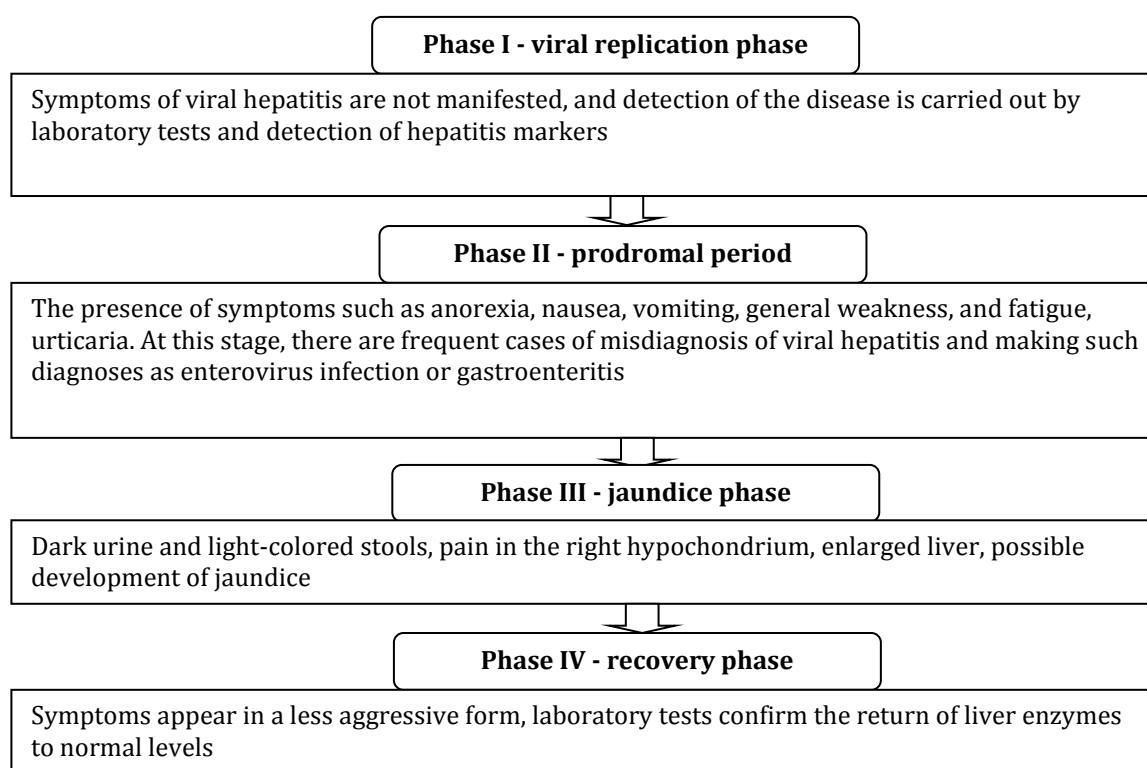 Phase I - viral replication phase
Symptoms of viral hepatitis are not manifested, and detection of the disease is carried out by
laboratory tests and detection of hepatitis markers
Phase II - prodromal period
The presence of symptoms such as anorexia, nausea, vomiting, general weakness, and fatigue,
urticaria. At this stage, there are frequent cases of misdiagnosis of viral hepatitis and making such
diagnoses as enterovirus infection or gastroenteritis
Phase III - jaundice phase
Dark urine and light-colored stools, pain in the right hypochondrium, enlarged liver, possible
development of jaundice
Phase IV - recovery phase
Symptoms appear in a less aggressive form, laboratory tests confirm the return of liver enzymes
to normal levels